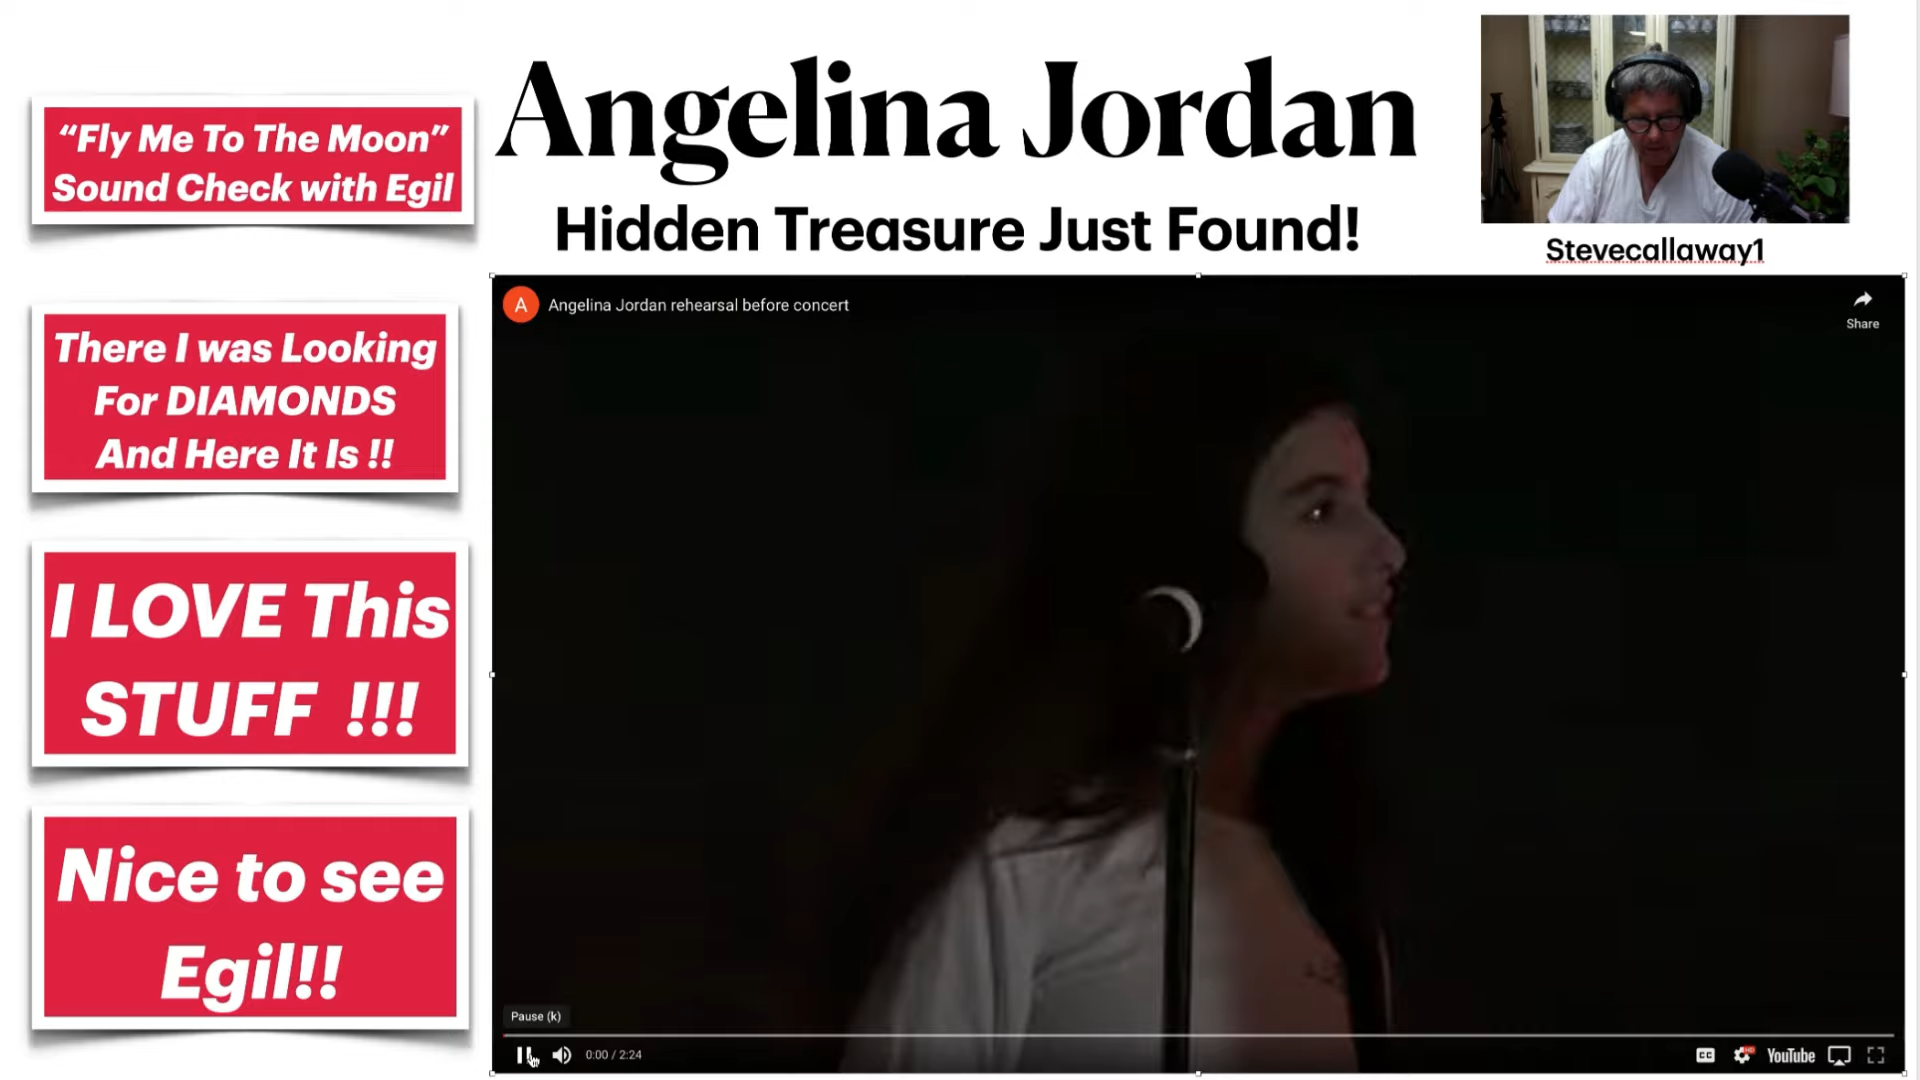 Angelina Jordan
Hidden Treasure Just Found!
Stevecallaway1
“Fly Me To The Moon”
Sound Check with Egil
There I was Looking
For DIAMONDS
And Here It Is !!
I LOVE This
STUFF !!!
Nice to see
Egil!!
A
Angelina Jordan rehearsal before concert
Share
Pause (k)
0:00 / 2:24
CC
HD
YouTube